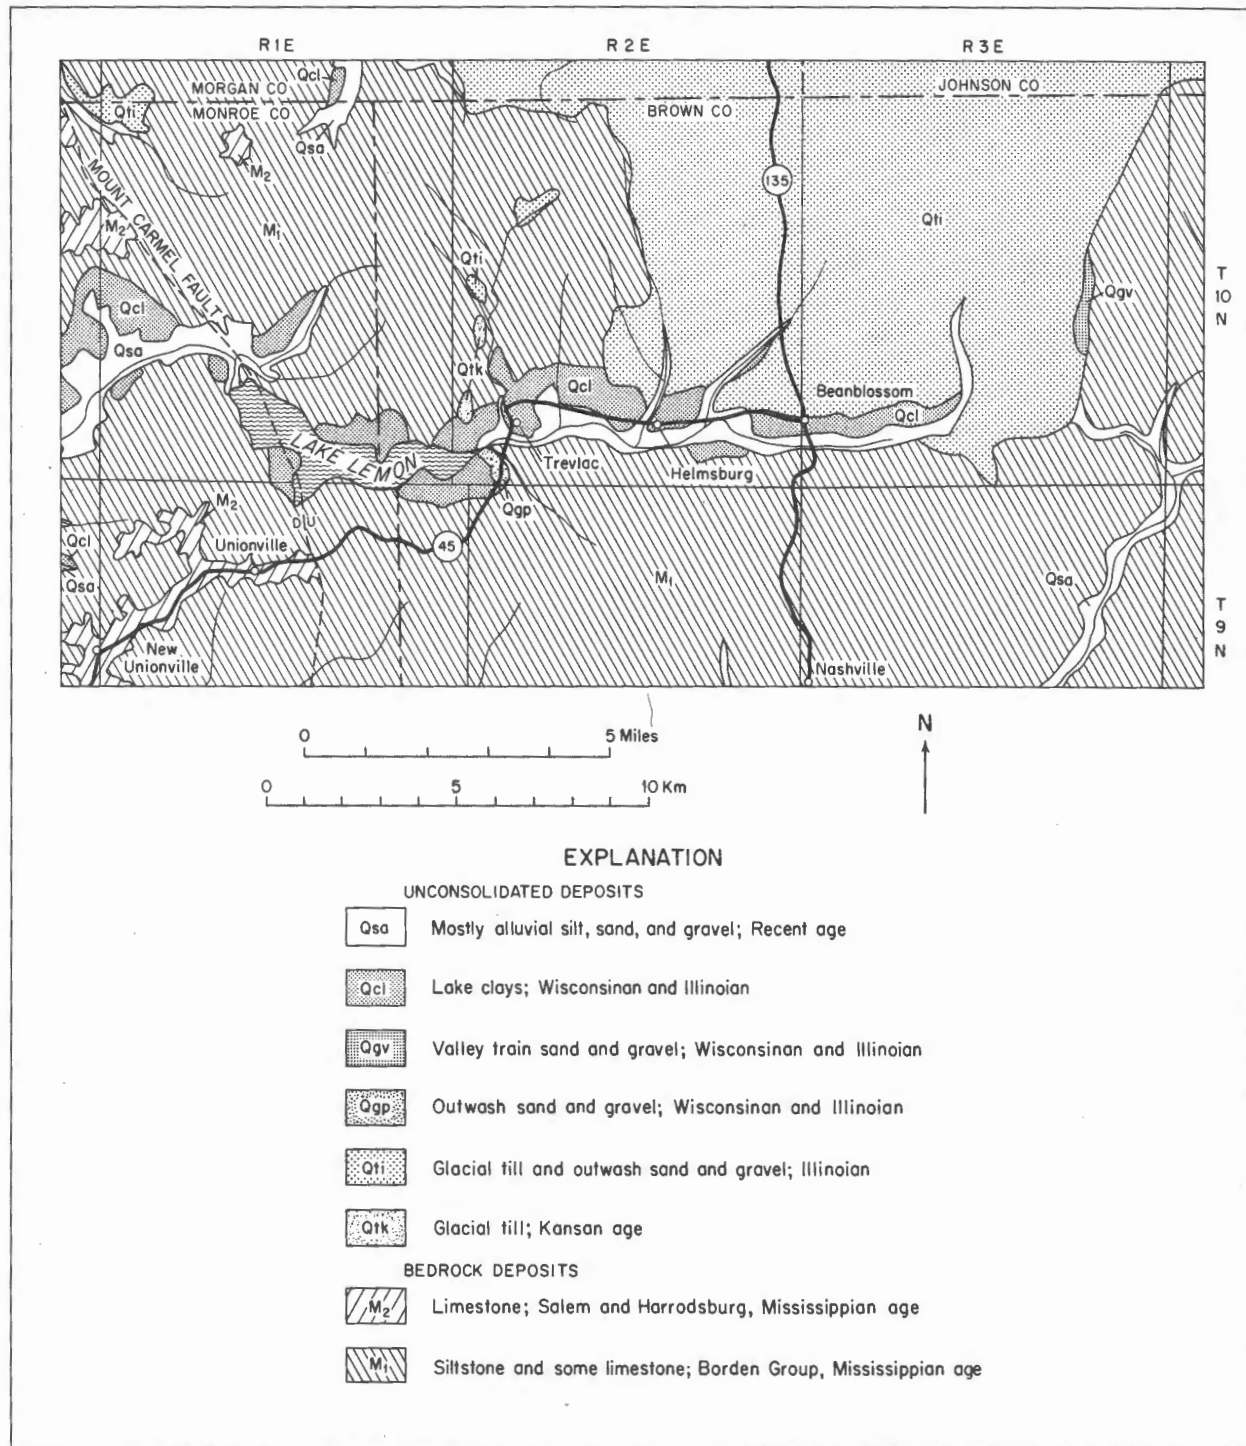 R1E R2E R3E
Qcl
MORGAN CO
MONROE CO
JOHNSON CO
BROWN CO
Qti
Qsa
M2
MOUNT CARMEL FAULT
135
M2
M1
Qti
Qti
T
10
N
Qcl
Qgv
Qsa
Qtk
Qcl
Beanblossom
Qcl
LAKE LEMON
Trevlac
Helmsburg
M2
Qgp
D U
Qcl
Unionville
45
M1
Qsa
Qsa
T
9
N
New
Unionville
Nashville
0 5 Miles
0 5 10 Km
N
EXPLANATION
UNCONSOLIDATED DEPOSITS
Qsa Mostly alluvial silt, sand, and gravel; Recent age
Qcl Lake clays; Wisconsinan and Illinoian
Qgv Valley train sand and gravel; Wisconsinan and Illinoian
Qgp Outwash sand and gravel; Wisconsinan and Illinoian
Qti Glacial till and outwash sand and gravel; Illinoian
Qtk Glacial till; Kansan age
BEDROCK DEPOSITS
M2 Limestone; Salem and Harrodsburg, Mississippian age
M1 Siltstone and some limestone; Borden Group, Mississippian age